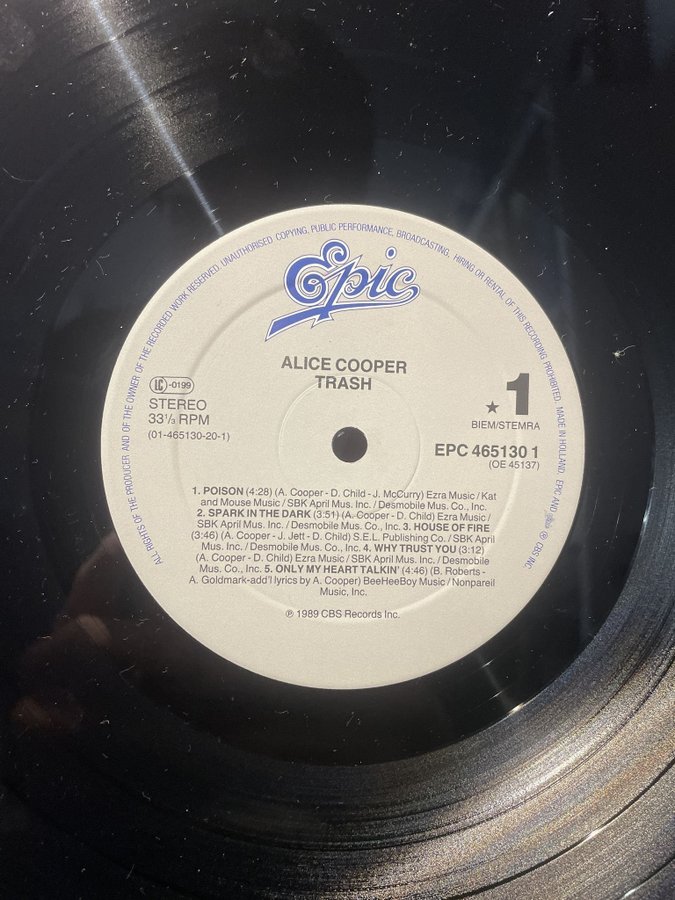 ALL RIGHTS OF THE PRODUCER AND OF THE OWNER OF THE RECORDED WORK RESERVED. UNAUTHORISED COPYING, PUBLIC PERFORMANCE, BROADCASTING, HIRING OR RENTAL OF THIS RECORDING PROHIBITED. MADE IN HOLLAND. EPIC AND ® CBS INC
Epic
ALICE COOPER
TRASH
LC -0199
STEREO
33⅓ RPM
(01-465130-20-1)
★ 1
BIEM/STEMRA
EPC 465130 1
(OE 45137)
1. POISON (4:28) (A. Cooper - D. Child - J. McCurry) Ezra Music / Kat
and Mouse Music / SBK April Mus. Inc. / Desmobile Mus. Co., Inc.
2. SPARK IN THE DARK (3:51) (A. Cooper - D. Child) Ezra Music /
SBK April Mus. Inc. / Desmobile Mus. Co., Inc. 3. HOUSE OF FIRE
(3:46) (A. Cooper - J. Jett - D. Child) S.E.L. Publishing Co. / SBK April
Mus. Inc. / Desmobile Mus. Co., Inc. 4. WHY TRUST YOU (3:12)
(A. Cooper - D. Child) Ezra Music / SBK April Mus. Inc. / Desmobile
Mus. Co., Inc. 5. ONLY MY HEART TALKIN' (4:46) (B. Roberts -
A. Goldmark-add'l lyrics by A. Cooper) BeeHeeBoy Music / Nonpareil
Music, Inc.
℗ 1989 CBS Records Inc.